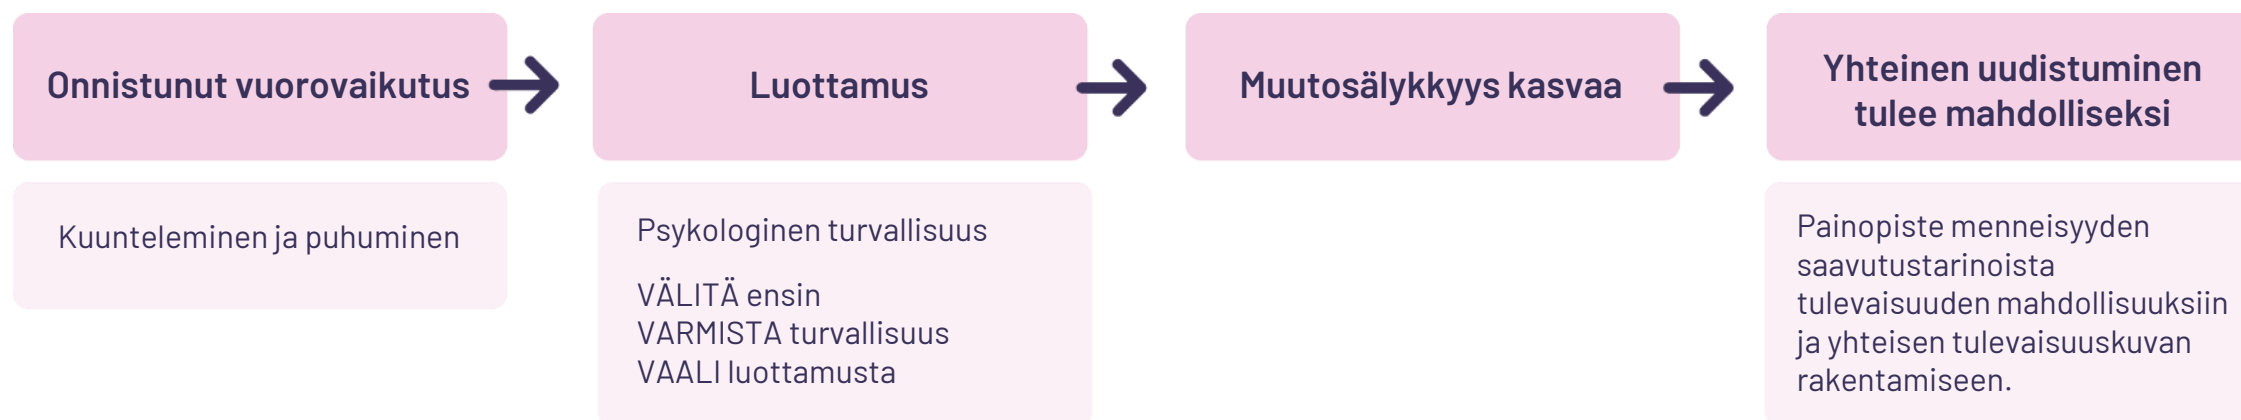 Onnistunut vuorovaikutus
Kuunteleminen ja puhuminen
Luottamus
Psykologinen turvallisuus
VÄLITÄ ensin
VARMISTA turvallisuus
VAALI luottamusta
Muutosälykkyys kasvaa
Yhteinen uudistuminen
tulee mahdolliseksi
Painopiste menneisyyden
saavutustarinoista
tulevaisuuden mahdollisuuksiin
ja yhteisen tulevaisuuskuvan
rakentamiseen.